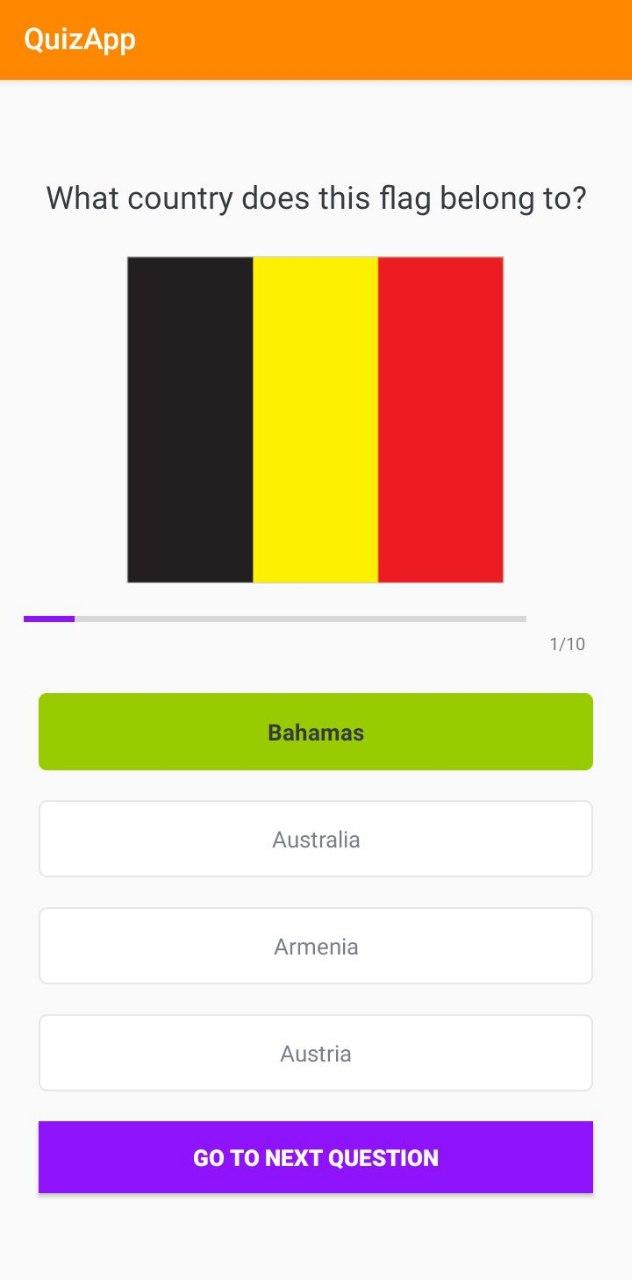 QuizApp
What country does this flag belong to?
1/10
Bahamas
Australia
Armenia
Austria
GO TO NEXT QUESTION